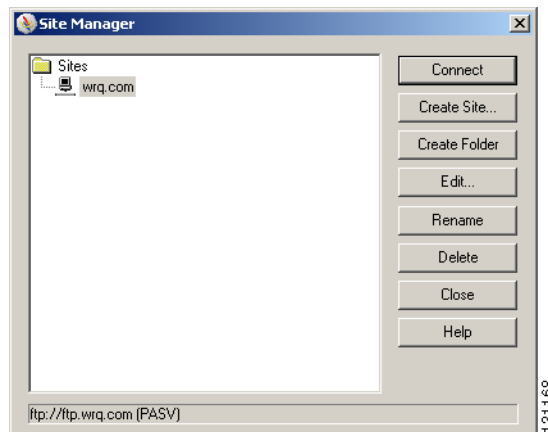 Site Manager
Sites
wrq.com
Connect
Create Site...
Create Folder
Edit...
Rename
Delete
Close
Help
ftp://ftp.wrq.com (PASV)
131168